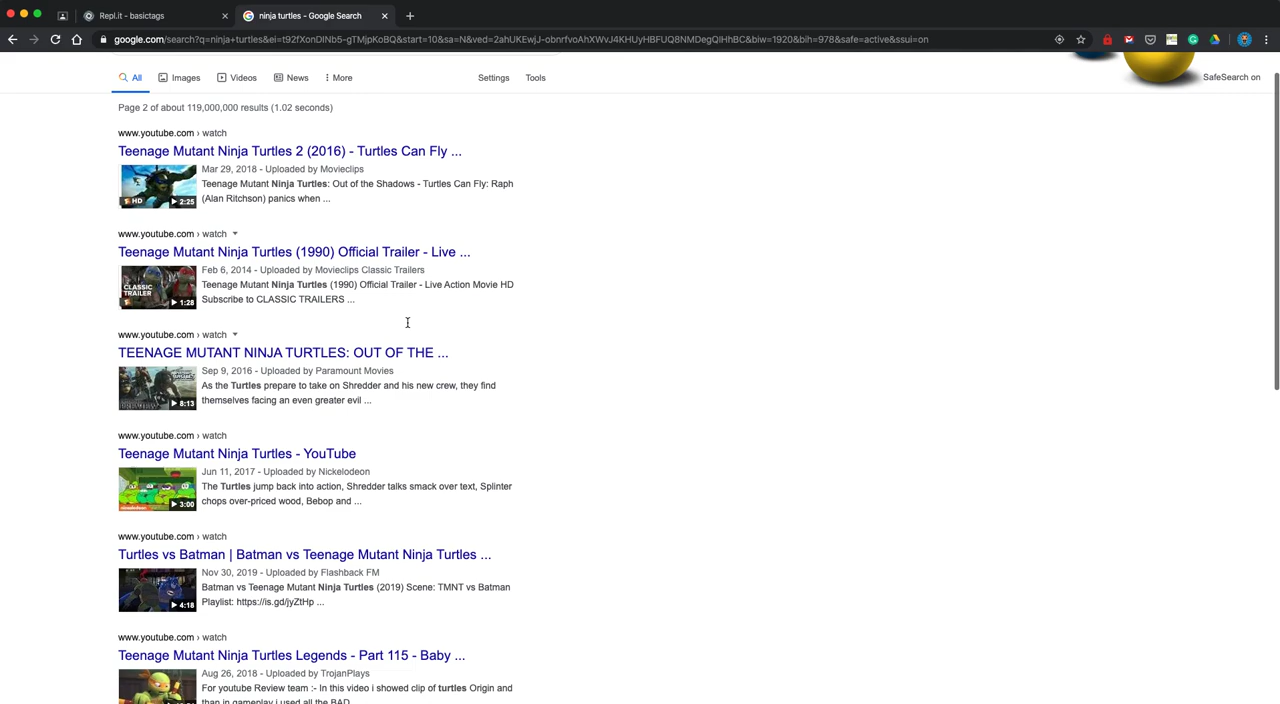 Repl.it - basictags
ninja turtles - Google Search
google.com/search?q=ninja+turtles&ei=t92fXonDINb5-gTMjpKoBQ&start=10&sa=N&ved=2ahUKEwjJ-obnrfvoAhXWvJ4KHUyHBFUQ8NMDegQIHhBC&biw=1920&bih=978&safe=active&ssui=on
All Images Videos News More Settings Tools SafeSearch on
Page 2 of about 119,000,000 results (1.02 seconds)
www.youtube.com › watch
Teenage Mutant Ninja Turtles 2 (2016) - Turtles Can Fly ...
HD 2:25
Mar 29, 2018 - Uploaded by Movieclips
Teenage Mutant Ninja Turtles: Out of the Shadows - Turtles Can Fly: Raph
(Alan Ritchson) panics when ...
www.youtube.com › watch
Teenage Mutant Ninja Turtles (1990) Official Trailer - Live ...
CLASSIC
TRAILER
1:28
Feb 6, 2014 - Uploaded by Movieclips Classic Trailers
Teenage Mutant Ninja Turtles (1990) Official Trailer - Live Action Movie HD
Subscribe to CLASSIC TRAILERS ...
www.youtube.com › watch
TEENAGE MUTANT NINJA TURTLES: OUT OF THE ...
8:13
Sep 9, 2016 - Uploaded by Paramount Movies
As the Turtles prepare to take on Shredder and his new crew, they find
themselves facing an even greater evil ...
www.youtube.com › watch
Teenage Mutant Ninja Turtles - YouTube
nickelodeon 3:00
Jun 11, 2017 - Uploaded by Nickelodeon
The Turtles jump back into action, Shredder talks smack over text, Splinter
chops over-priced wood, Bebop and ...
www.youtube.com › watch
Turtles vs Batman | Batman vs Teenage Mutant Ninja Turtles ...
4:18
Nov 30, 2019 - Uploaded by Flashback FM
Batman vs Teenage Mutant Ninja Turtles (2019) Scene: TMNT vs Batman
Playlist: https://is.gd/jyZtHp ...
www.youtube.com › watch
Teenage Mutant Ninja Turtles Legends - Part 115 - Baby ...
Aug 26, 2018 - Uploaded by TrojanPlays
For youtube Review team :- In this video i showed clip of turtles Origin and
than in gameplay i used all the BAD